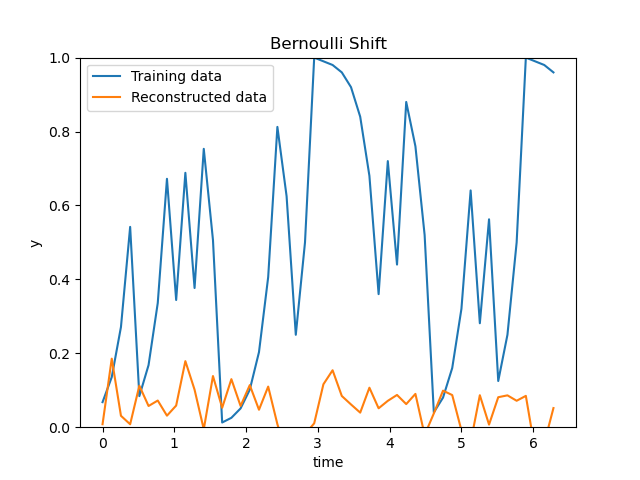 Bernoulli Shift
Training data
Reconstructed data
1.0
0.8
0.6
0.4
0.2
0.0
y
0 1 2 3 4 5 6
time